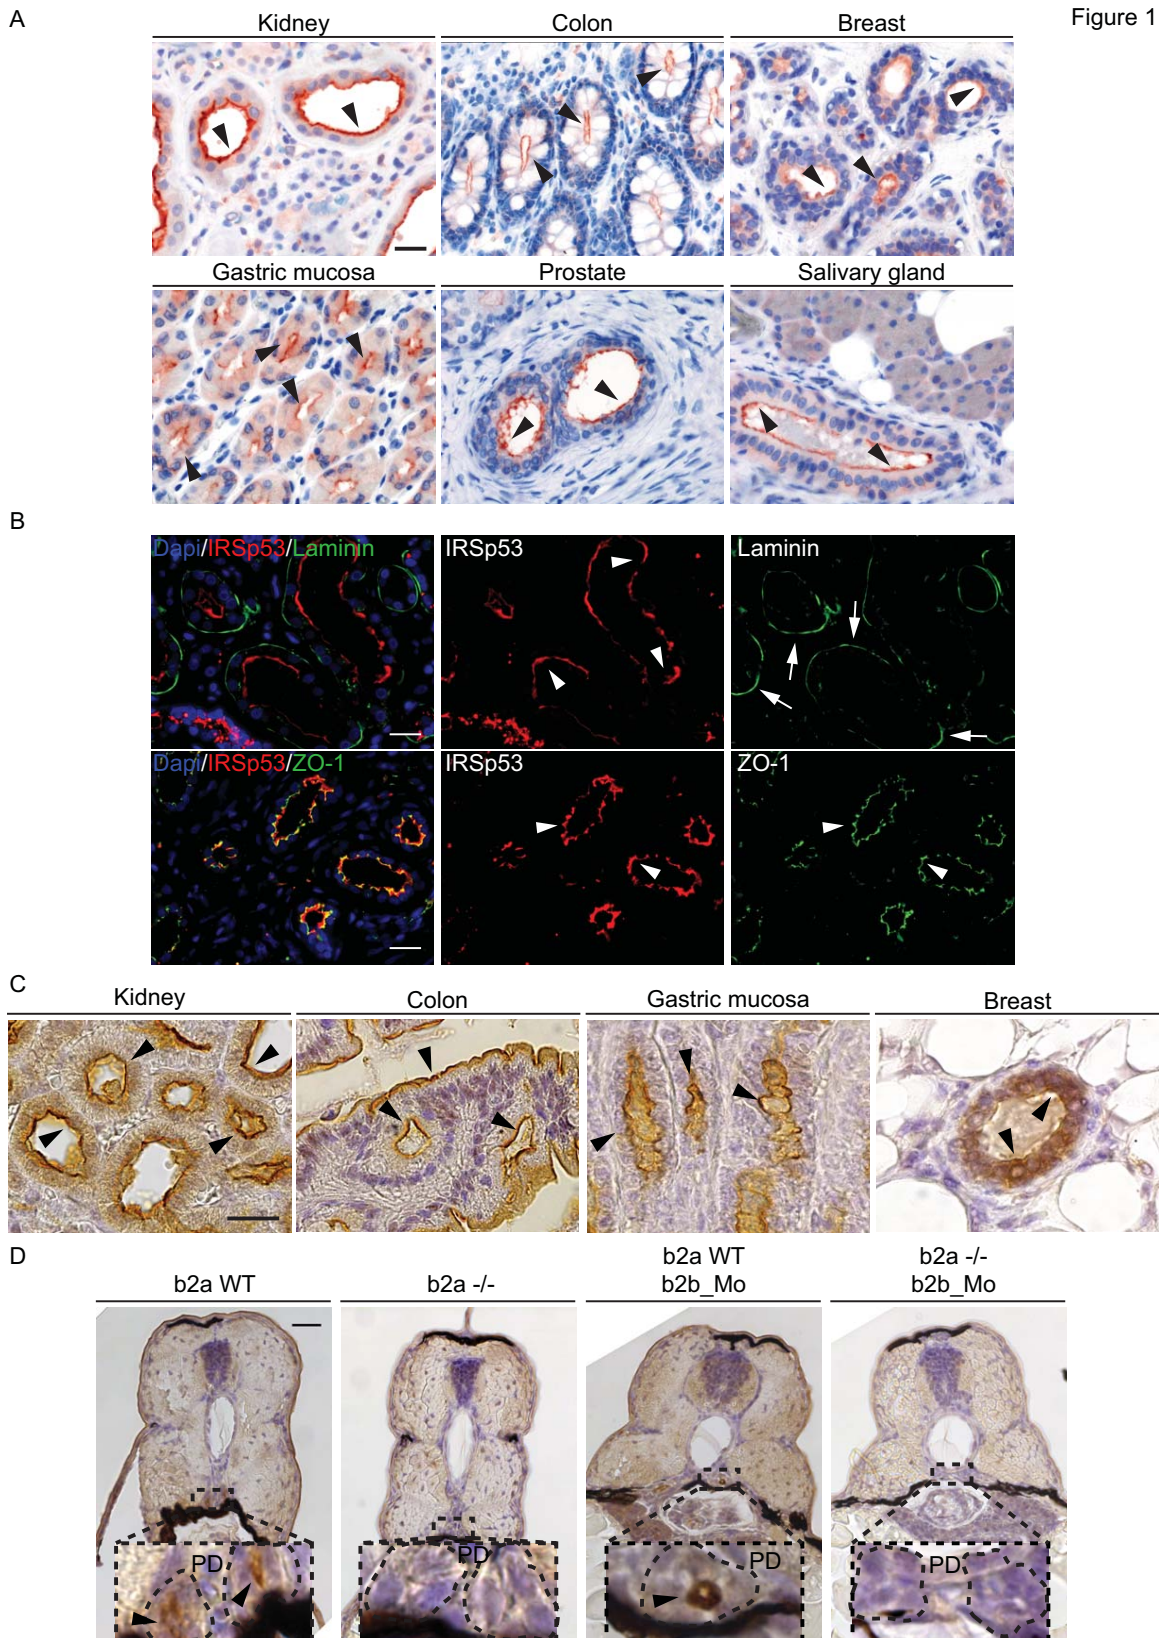 A
Figure 1
Kidney
Colon
Breast
Gastric mucosa
Prostate
Salivary gland
B
Dapi/IRSp53/Laminin
IRSp53
Laminin
Dapi/IRSp53/ZO-1
IRSp53
ZO-1
C
Kidney
Colon
Gastric mucosa
Breast
D
b2a WT
b2a -/-
b2a WT
b2b_Mo
b2a -/-
b2b_Mo
PD
PD
PD
PD